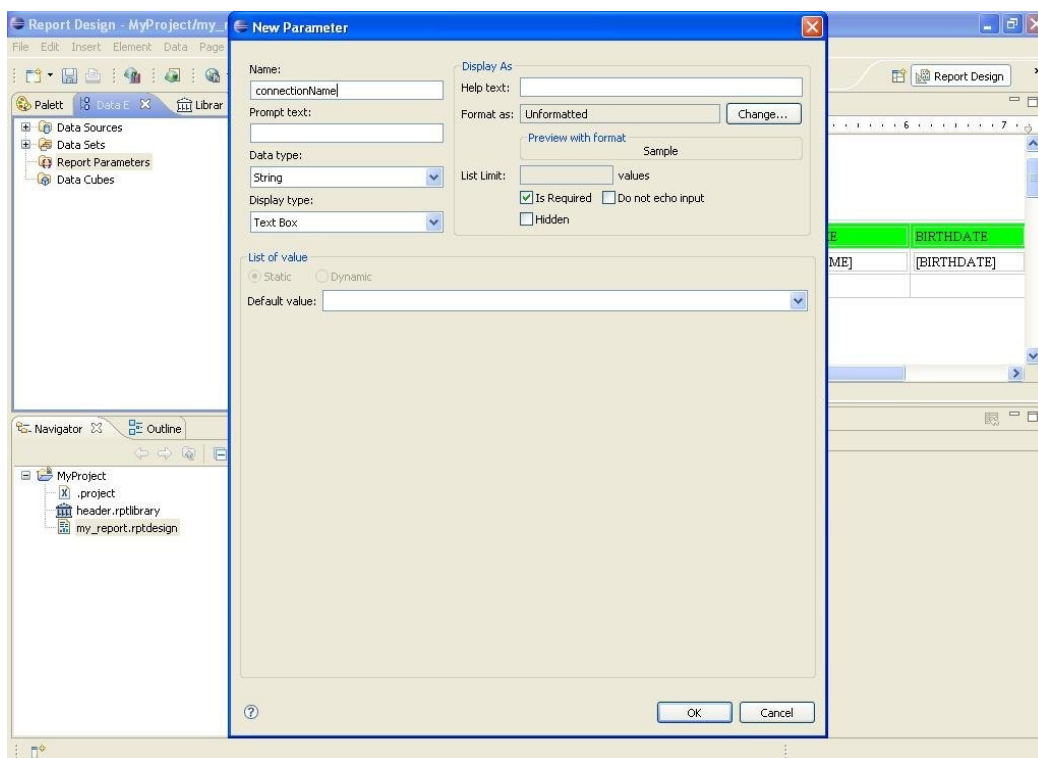 Report Design - MyProject/my_r
New Parameter
File Edit Insert Element Data Page
Report Design
Palett Data E Librar
Data Sources
Data Sets
Report Parameters
Data Cubes
Name:
connectionName
Prompt text:
Data type:
String
Display type:
Text Box
Display As
Help text:
Format as: Unformatted Change...
Preview with format
Sample
List Limit: values
Is Required Do not echo input
Hidden
List of value
Static Dynamic
Default value:
6 7
E BIRTHDATE
ME] [BIRTHDATE]
Navigator Outline
MyProject
.project
header.rptlibrary
my_report.rptdesign
OK Cancel